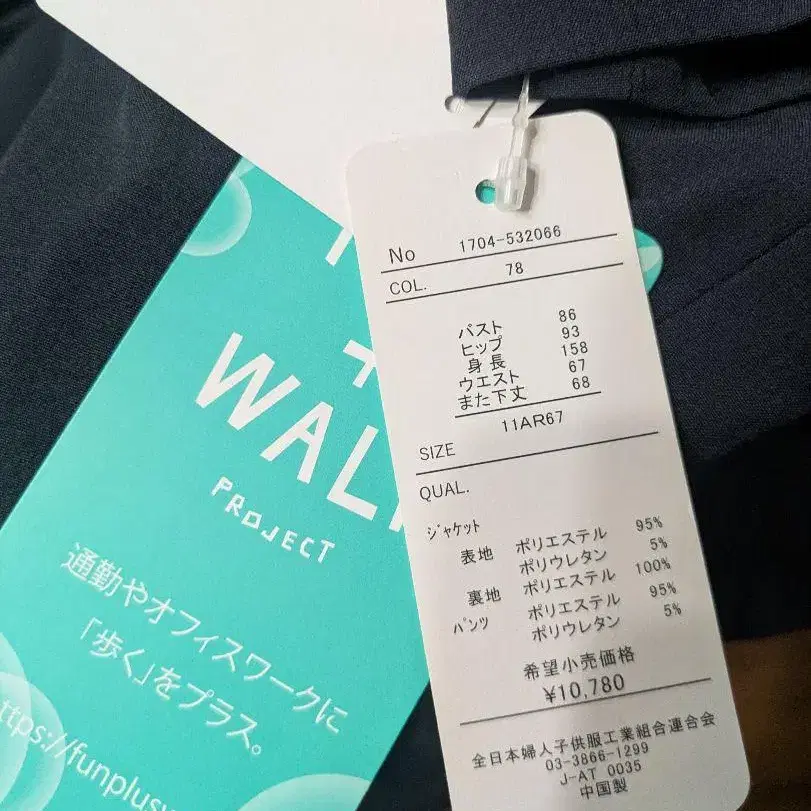 No 1704-532066
COL. 78
バスト 86
ヒップ 93
身長 158
ウエスト 67
また下丈 68
11AR67
SIZE
QUAL.
ジャケット
表地 ポリエステル 95%
ポリウレタン 5%
裏地 ポリエステル 100%
パンツ ポリエステル 95%
ポリウレタン 5%
希望小売価格
¥10,780
全日本婦人子供服工業組合連合会
03-3866-1299
J-AT 0035
中国製
+
WAL
PROJECT
通勤やオフィスワークに
「歩く」をプラス。
ttps://funplusw